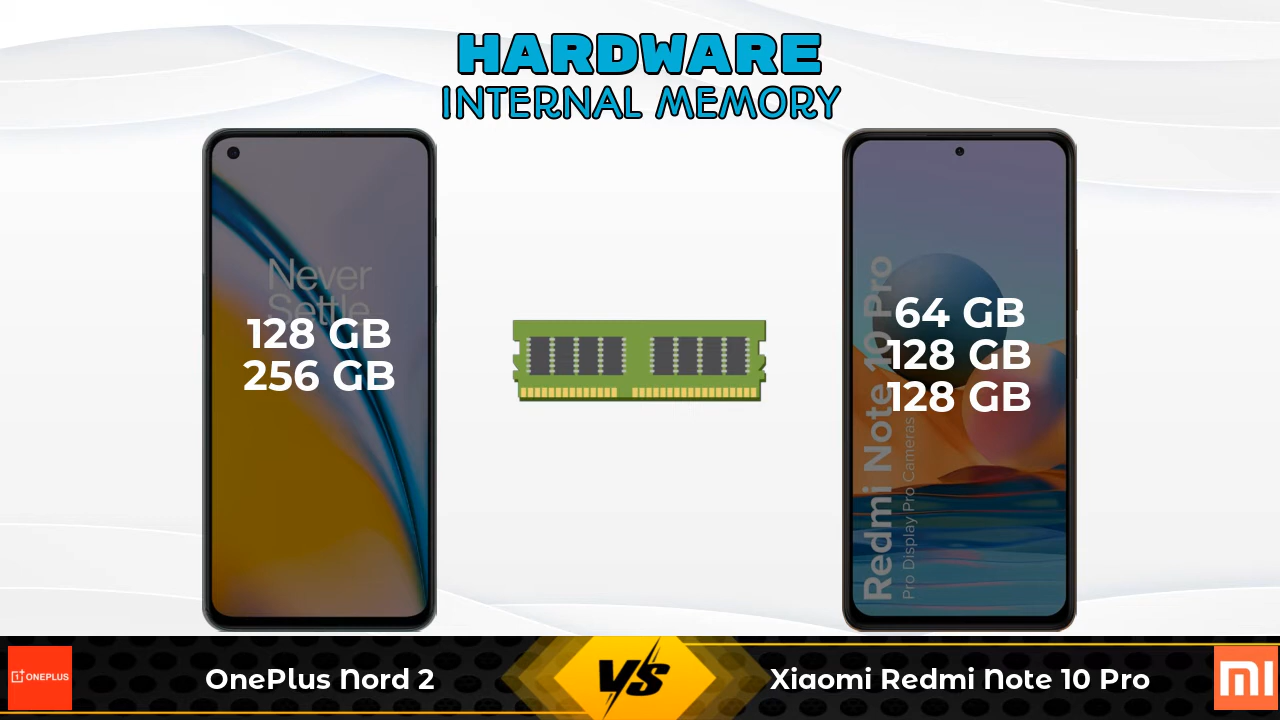 HARDWARE
INTERNAL MEMORY
Never
Settle
128 GB
256 GB
64 GB
128 GB
128 GB
Redmi Note 10 Pro
Pro Display Pro Cameras
ONEPLUS
OnePlus Nord 2
VS
Xiaomi Redmi Note 10 Pro
MI